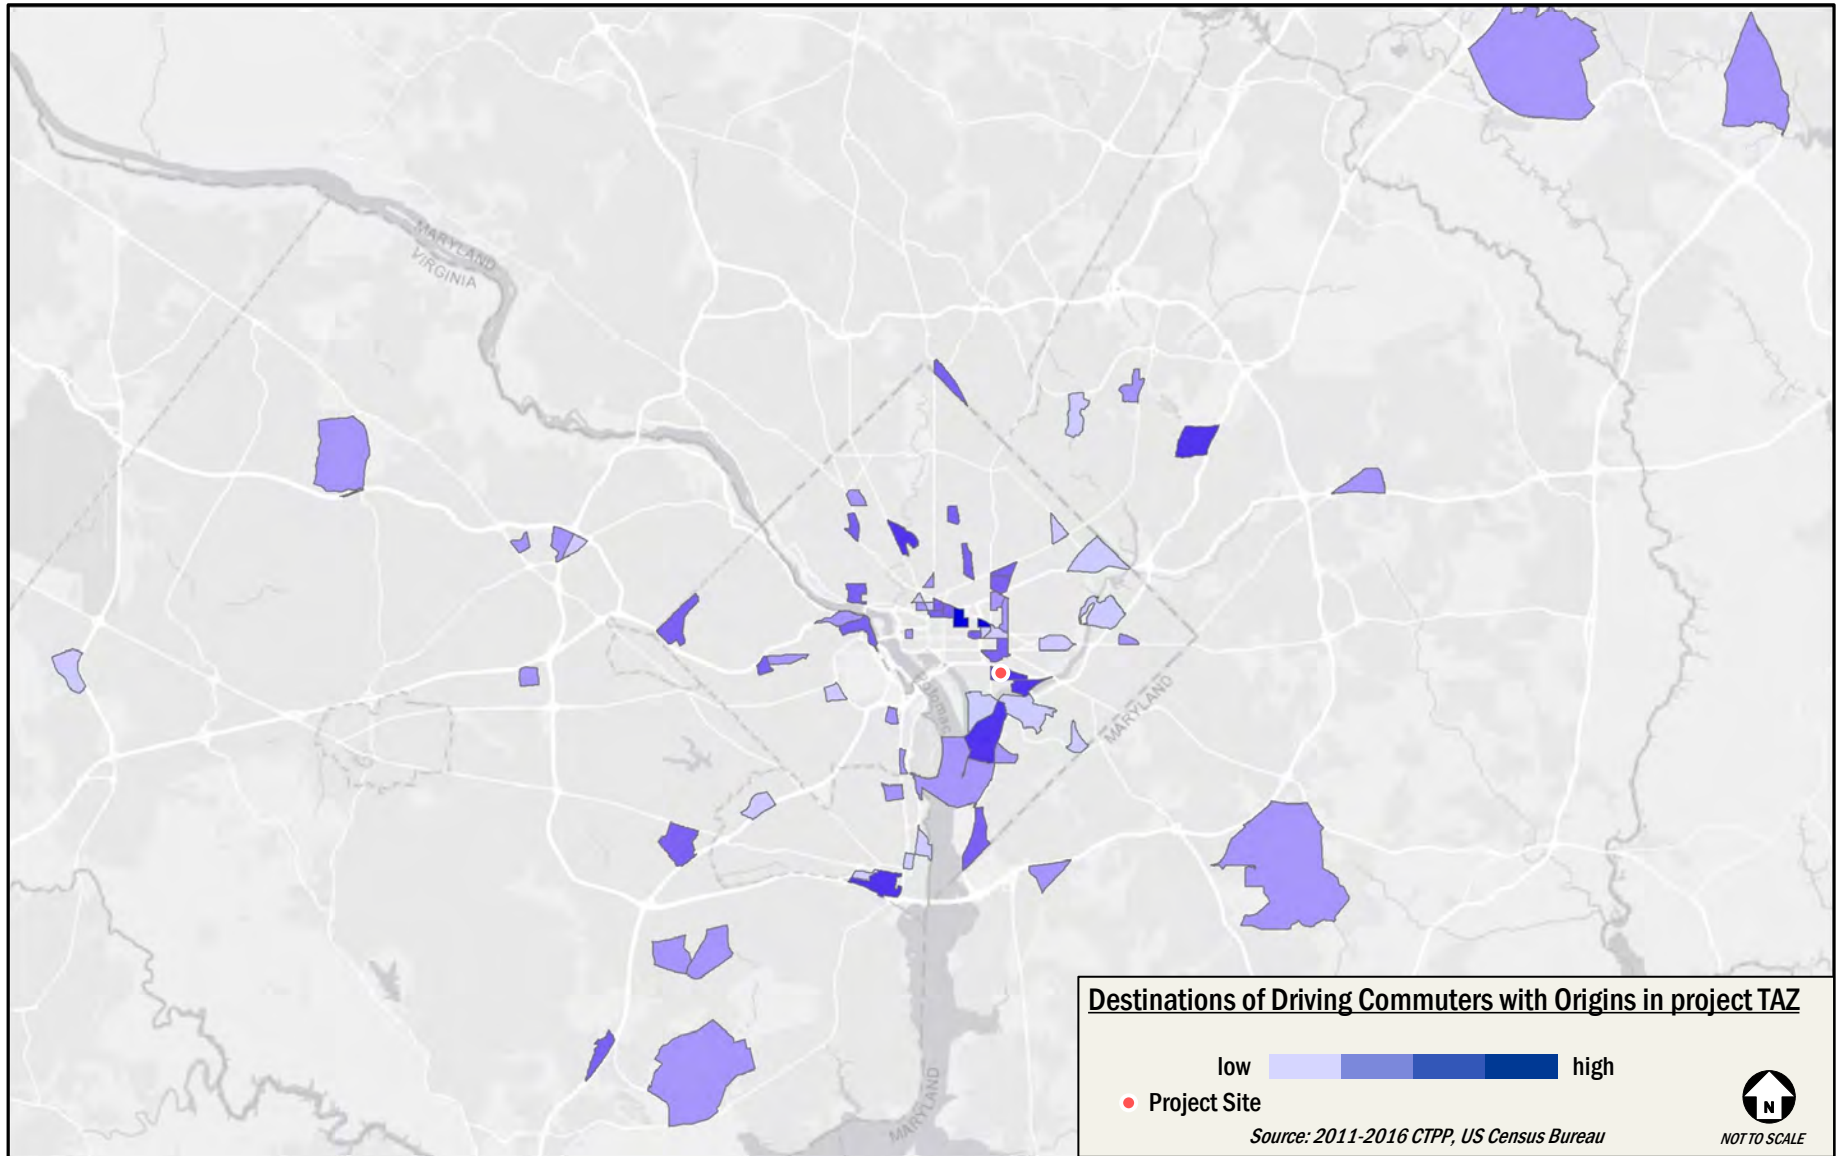 MARYLAND
VIRGINIA
Potomac
MARYLAND
MARYLAND
Destinations of Driving Commuters with Origins in project TAZ
low high
Project Site
Source: 2011-2016 CTPP, US Census Bureau
N
NOT TO SCALE